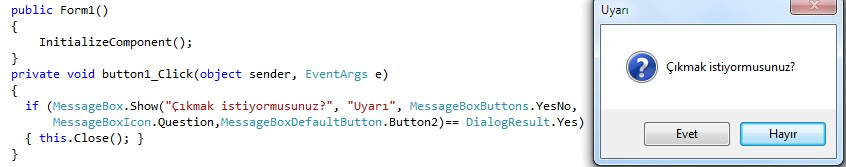 public Form1()
{
InitializeComponent();
}
private void button1_Click(object sender, EventArgs e)
{
if (MessageBox.Show("Çıkmak istiyormusunuz?", "Uyarı", MessageBoxButtons.YesNo,
MessageBoxIcon.Question,MessageBoxDefaultButton.Button2)== DialogResult.Yes)
{ this.Close(); }
}
Uyarı
Çıkmak istiyormusunuz?
Evet
Hayır